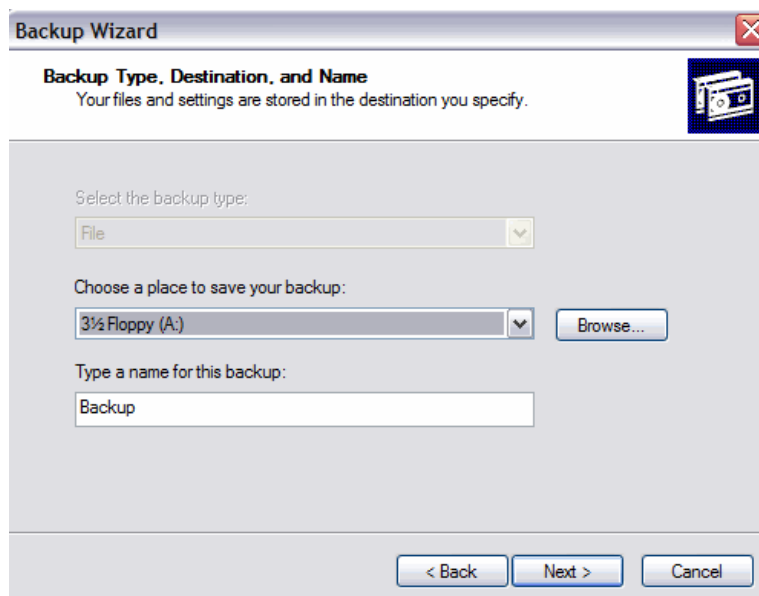 Backup Wizard
Backup Type, Destination, and Name
Your files and settings are stored in the destination you specify.
Select the backup type:
File
Choose a place to save your backup:
3½ Floppy (A:)
Browse...
Type a name for this backup:
Backup
< Back
Next >
Cancel